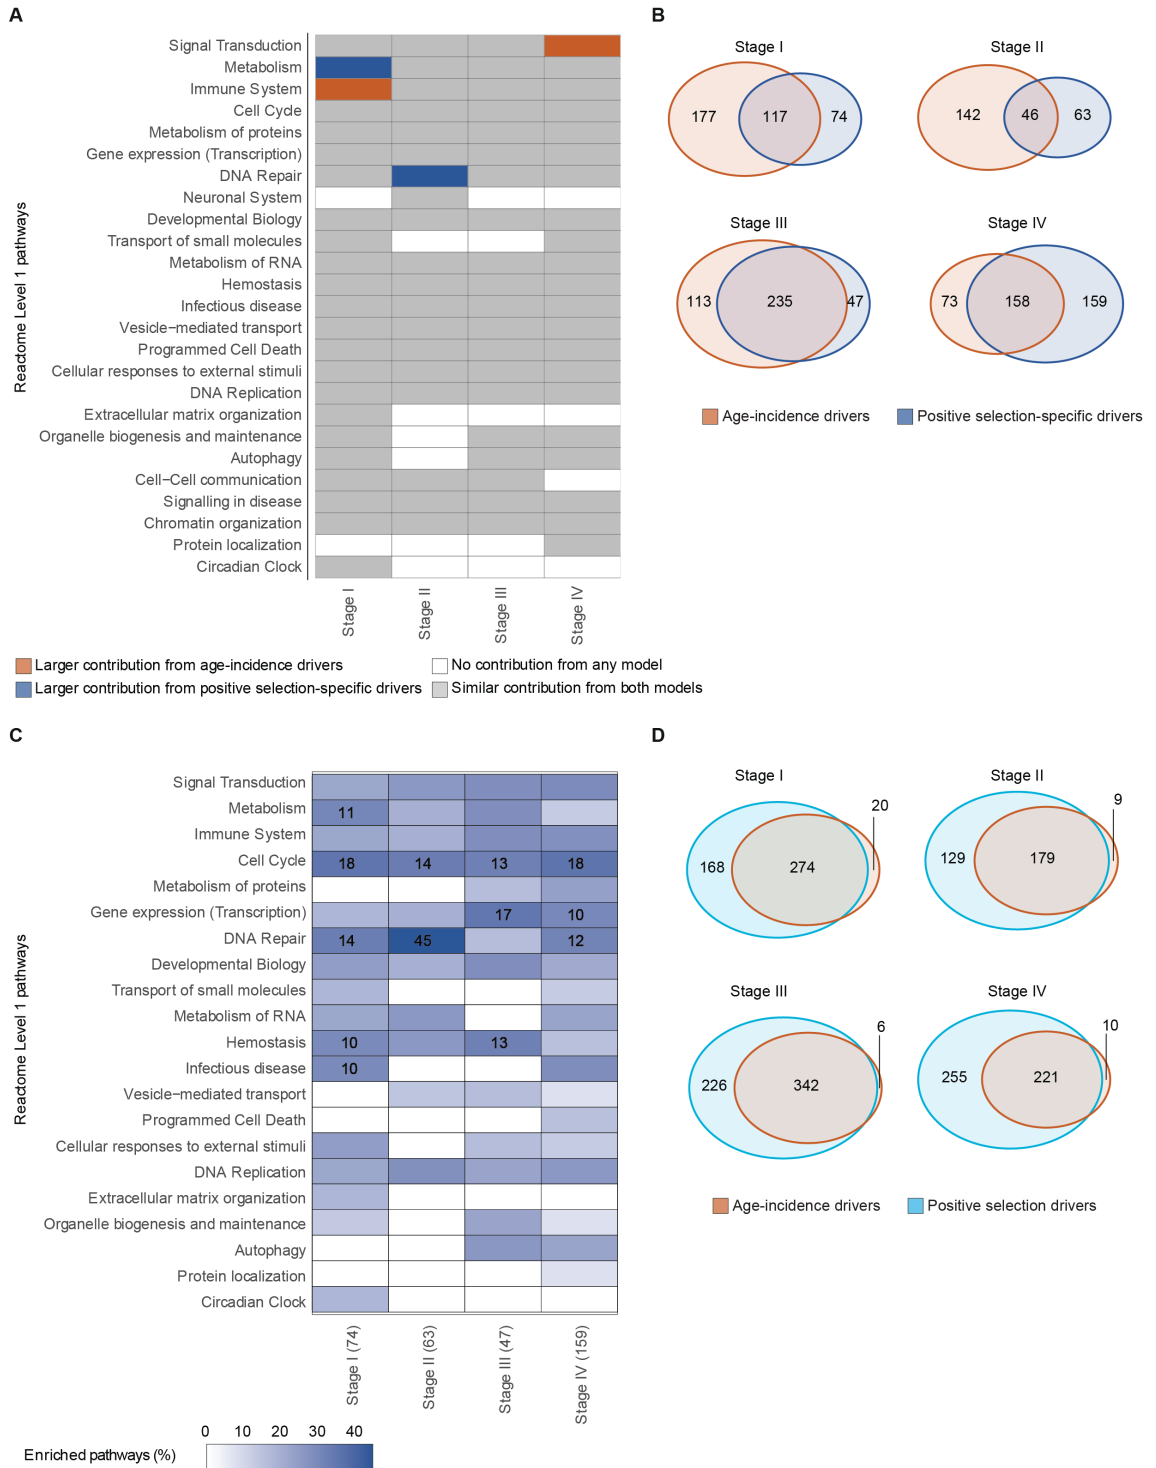 A
Signal Transduction
Metabolism
Immune System
Cell Cycle
Metabolism of proteins
Gene expression (Transcription)
DNA Repair
Neuronal System
Developmental Biology
Transport of small molecules
Metabolism of RNA
Hemostasis
Infectious disease
Vesicle−mediated transport
Programmed Cell Death
Cellular responses to external stimuli
DNA Replication
Extracellular matrix organization
Organelle biogenesis and maintenance
Autophagy
Cell−Cell communication
Signalling in disease
Chromatin organization
Protein localization
Circadian Clock
Reactome Level 1 pathways
Stage I
Stage II
Stage III
Stage IV
Larger contribution from age-incidence drivers
Larger contribution from positive selection-specific drivers
No contribution from any model
Similar contribution from both models
B
Stage I
177 117 74
Stage II
142 46 63
Stage III
113 235 47
Stage IV
73 158 159
Age-incidence drivers
Positive selection-specific drivers
C
Signal Transduction
Metabolism 11
Immune System
Cell Cycle 18 14 13 18
Metabolism of proteins
Gene expression (Transcription) 17 10
DNA Repair 14 45 12
Developmental Biology
Transport of small molecules
Metabolism of RNA
Hemostasis 10 13
Infectious disease 10
Vesicle−mediated transport
Programmed Cell Death
Cellular responses to external stimuli
DNA Replication
Extracellular matrix organization
Organelle biogenesis and maintenance
Autophagy
Protein localization
Circadian Clock
Reactome Level 1 pathways
Stage I (74)
Stage II (63)
Stage III (47)
Stage IV (159)
0 10 20 30 40
Enriched pathways (%)
D
Stage I
168 274 20
Stage II
129 179 9
Stage III
226 342 6
Stage IV
255 221 10
Age-incidence drivers
Positive selection drivers